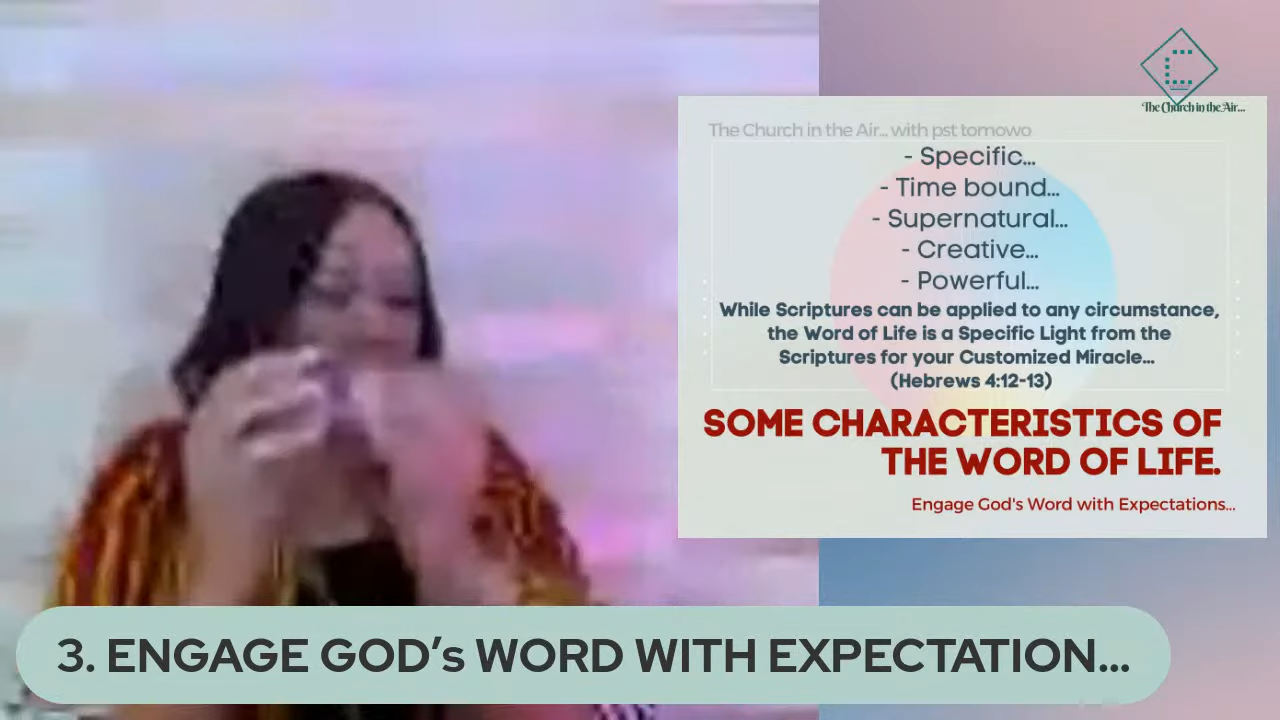 The Church in the Air...
The Church in the Air... with pst tomowo
- Specific...
- Time bound...
- Supernatural...
- Creative...
- Powerful...
While Scriptures can be applied to any circumstance,
the Word of Life is a Specific Light from the
Scriptures for your Customized Miracle...
(Hebrews 4:12-13)
SOME CHARACTERISTICS OF
THE WORD OF LIFE.
Engage God's Word with Expectations...
3. ENGAGE GOD's WORD WITH EXPECTATION...